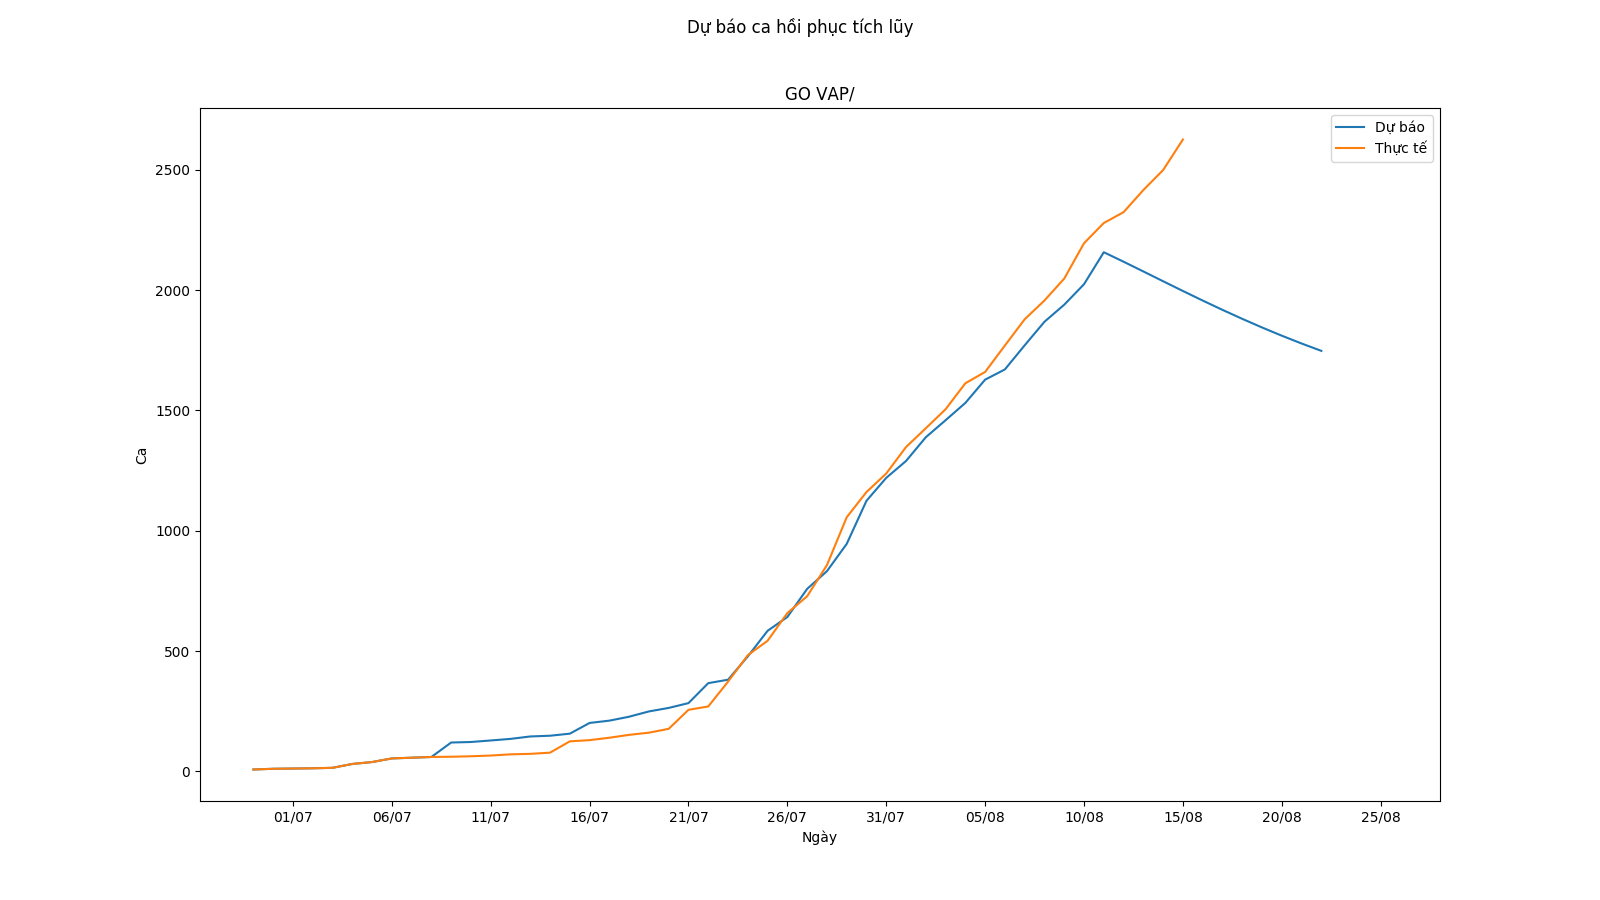 Dự báo ca hồi phục tích lũy
GO VAP/
Dự báo
Thực tế
2500
2000
1500
1000
500
0
Ca
01/07 06/07 11/07 16/07 21/07 26/07 31/07 05/08 10/08 15/08 20/08 25/08
Ngày